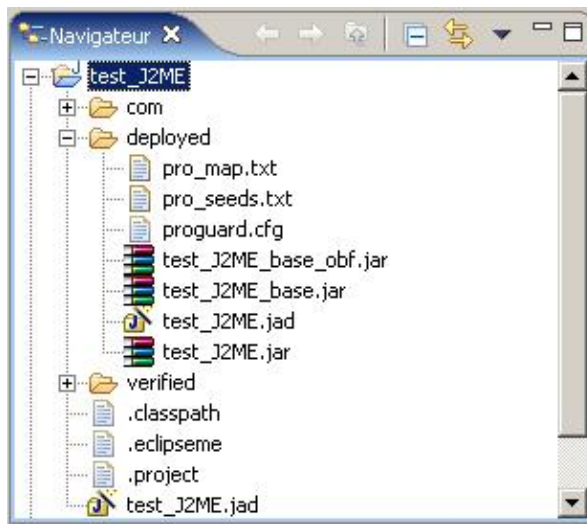 Navigateur
test_J2ME
com
deployed
pro_map.txt
pro_seeds.txt
proguard.cfg
test_J2ME_base_obf.jar
test_J2ME_base.jar
test_J2ME.jad
test_J2ME.jar
verified
.classpath
.eclipseme
.project
test_J2ME.jad